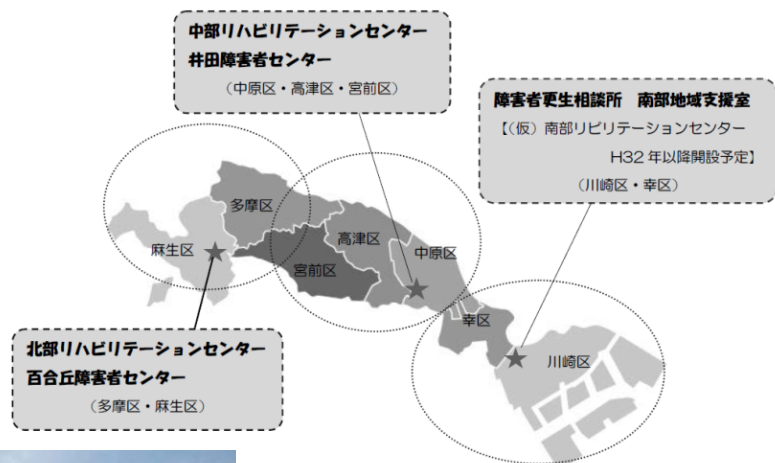 中部リハビリテーションセンター
井田障害者センター
（中原区・高津区・宮前区）
障害者更生相談所　南部地域支援室
【（仮）南部リビリテーションセンター
H32年以降開設予定】
（川崎区・幸区）
多摩区
麻生区
高津区
中原区
宮前区
幸区
川崎区
北部リハビリテーションセンター
百合丘障害者センター
（多摩区・麻生区）